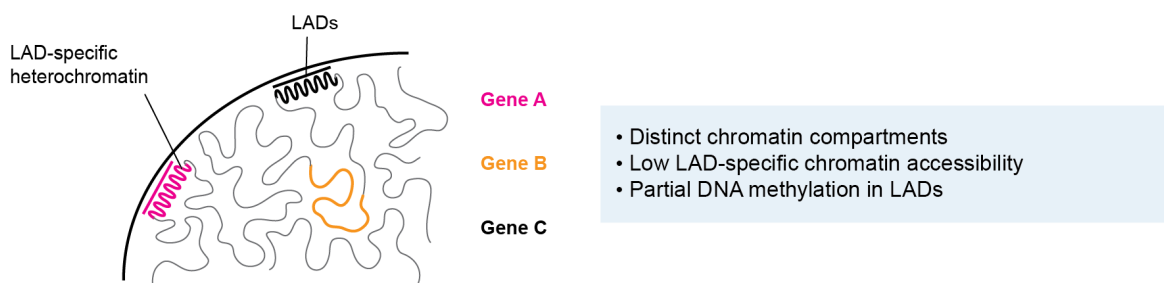 LADs
LAD-specific
heterochromatin
Gene A
Gene B
Gene C
• Distinct chromatin compartments
• Low LAD-specific chromatin accessibility
• Partial DNA methylation in LADs